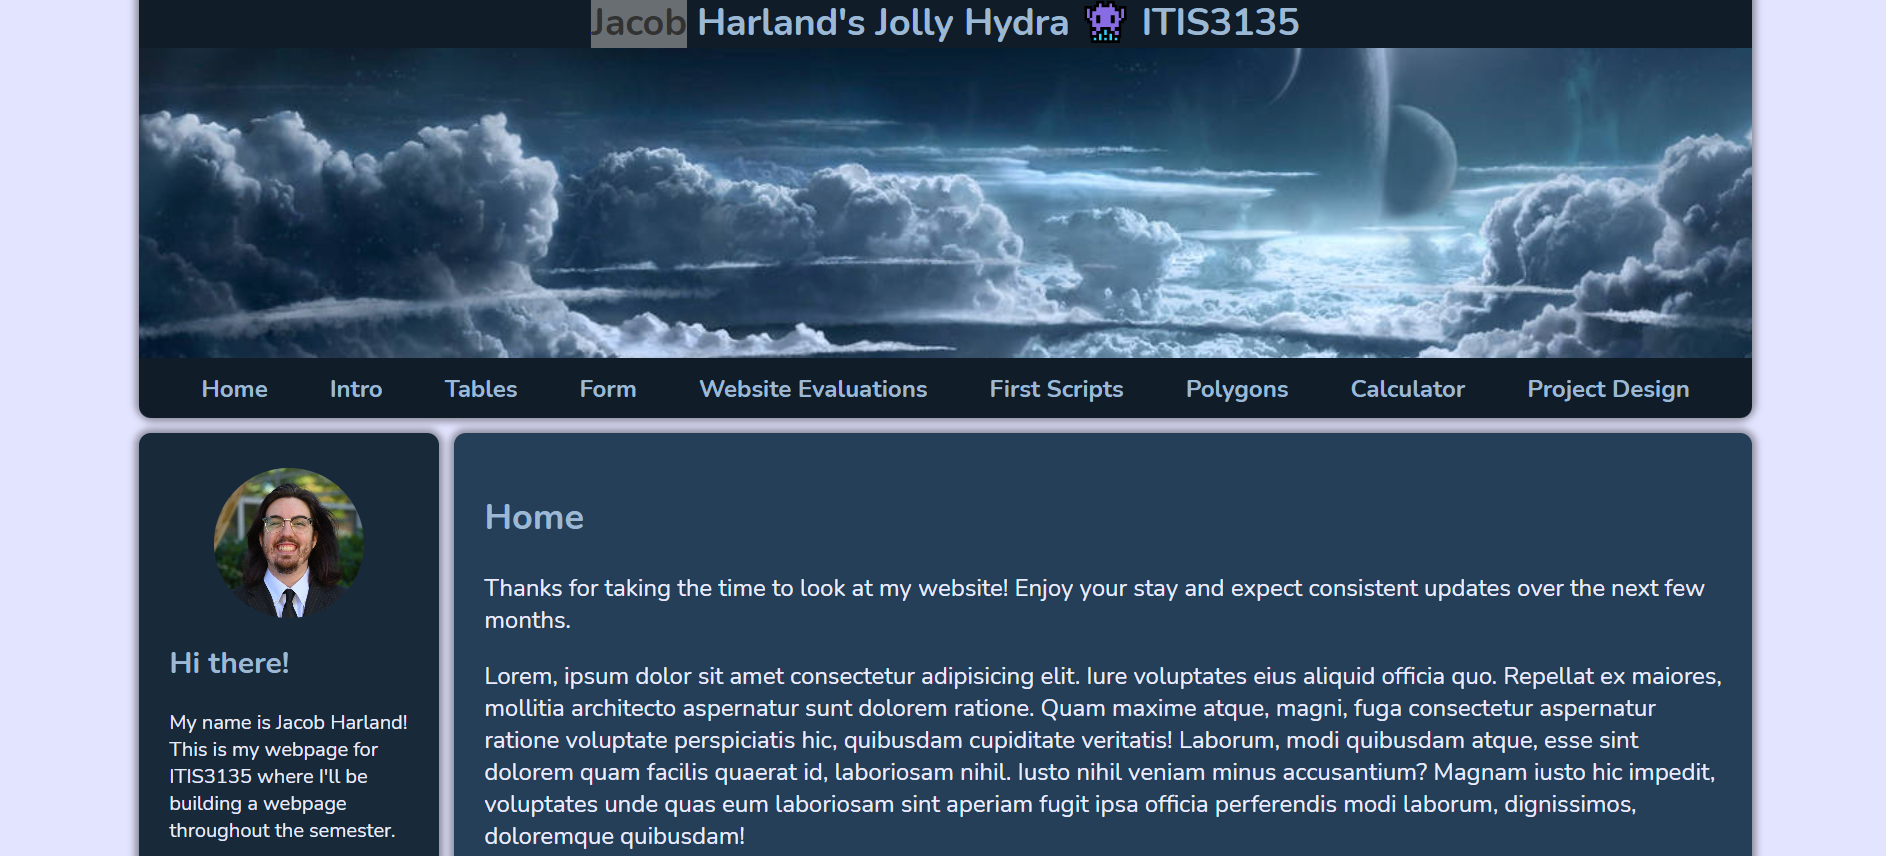 Jacob Harland's Jolly Hydra ITIS3135
Home Intro Tables Form Website Evaluations First Scripts Polygons Calculator Project Design
Hi there!
My name is Jacob Harland!
This is my webpage for
ITIS3135 where I'll be
building a webpage
throughout the semester.
Home
Thanks for taking the time to look at my website! Enjoy your stay and expect consistent updates over the next few
months.
Lorem, ipsum dolor sit amet consectetur adipisicing elit. Iure voluptates eius aliquid officia quo. Repellat ex maiores,
mollitia architecto aspernatur sunt dolorem ratione. Quam maxime atque, magni, fuga consectetur aspernatur
ratione voluptate perspiciatis hic, quibusdam cupiditate veritatis! Laborum, modi quibusdam atque, esse sint
dolorem quam facilis quaerat id, laboriosam nihil. Iusto nihil veniam minus accusantium? Magnam iusto hic impedit,
voluptates unde quas eum laboriosam sint aperiam fugit ipsa officia perferendis modi laborum, dignissimos,
doloremque quibusdam!